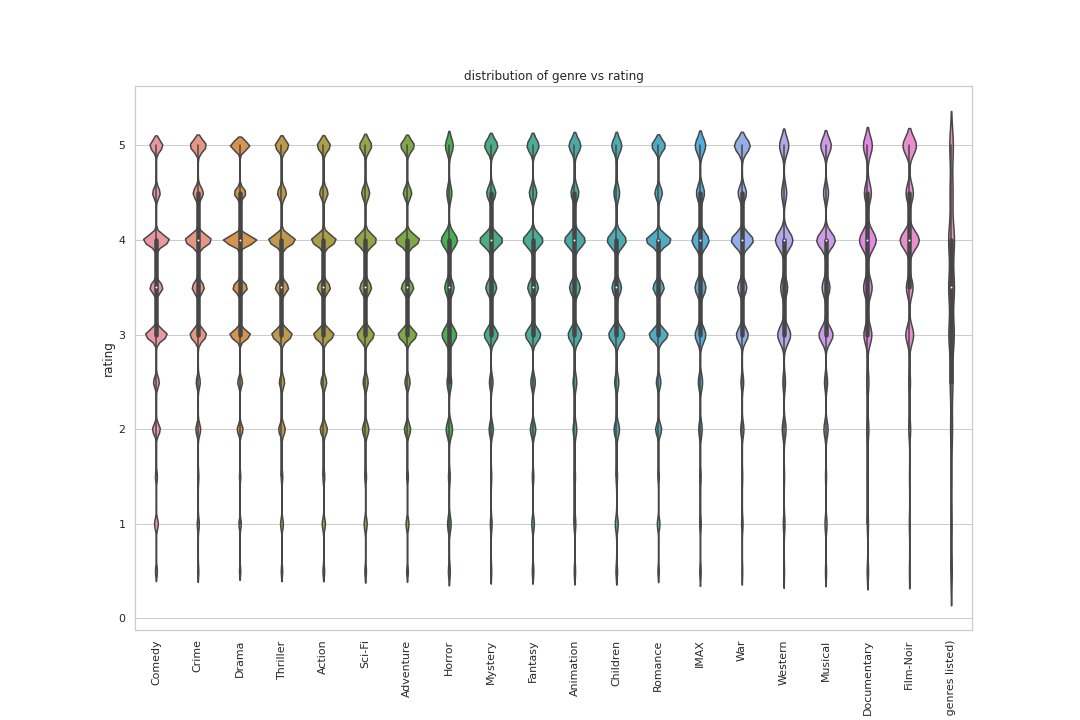 distribution of genre vs rating
rating
5
4
3
2
1
0
Comedy
Crime
Drama
Thriller
Action
Sci-Fi
Adventure
Horror
Mystery
Fantasy
Animation
Children
Romance
IMAX
War
Western
Musical
Documentary
Film-Noir
genres listed)